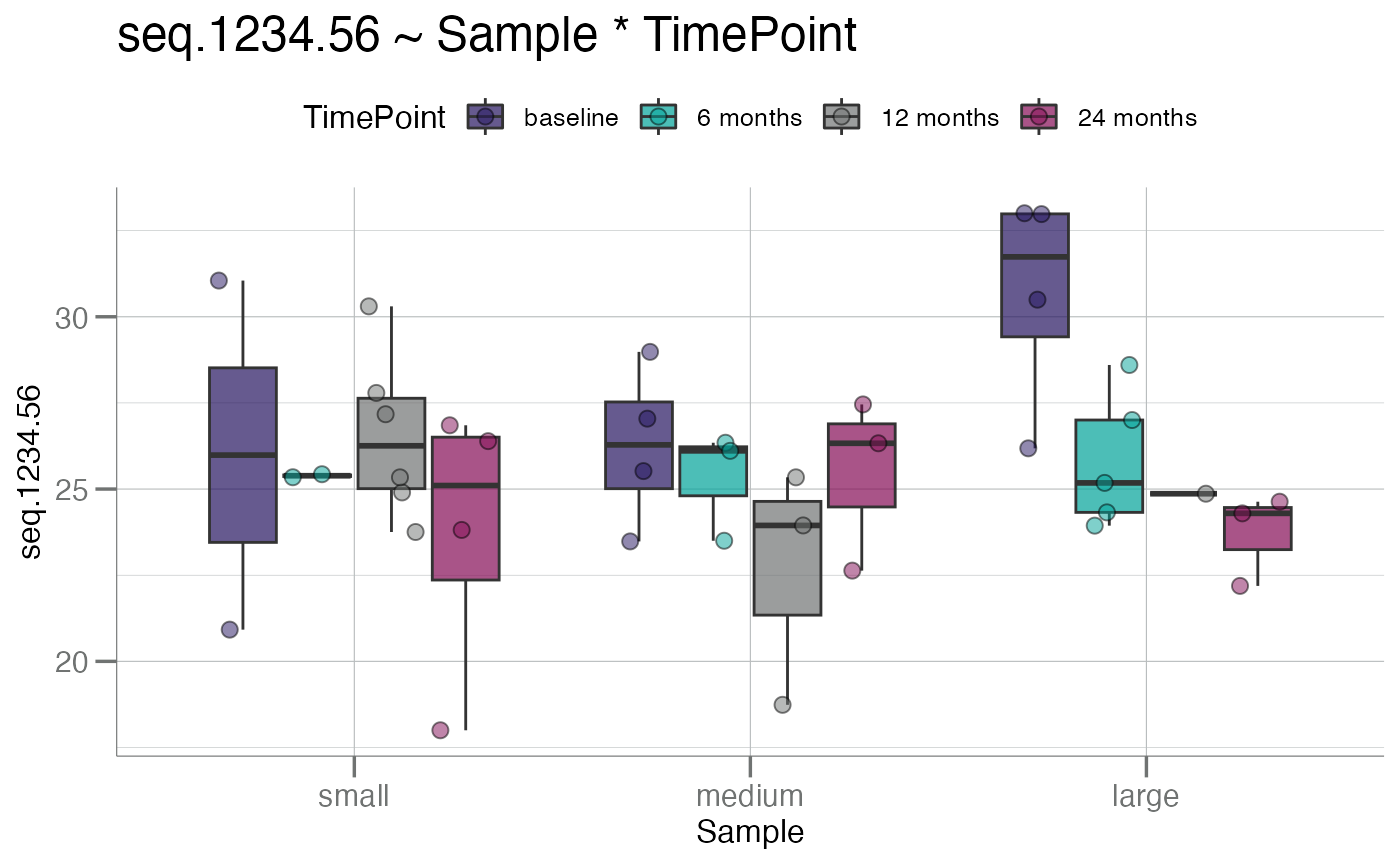 seq.1234.56 ~ Sample * TimePoint
TimePoint baseline 6 months 12 months 24 months
30
25
20
seq.1234.56
small medium large
Sample